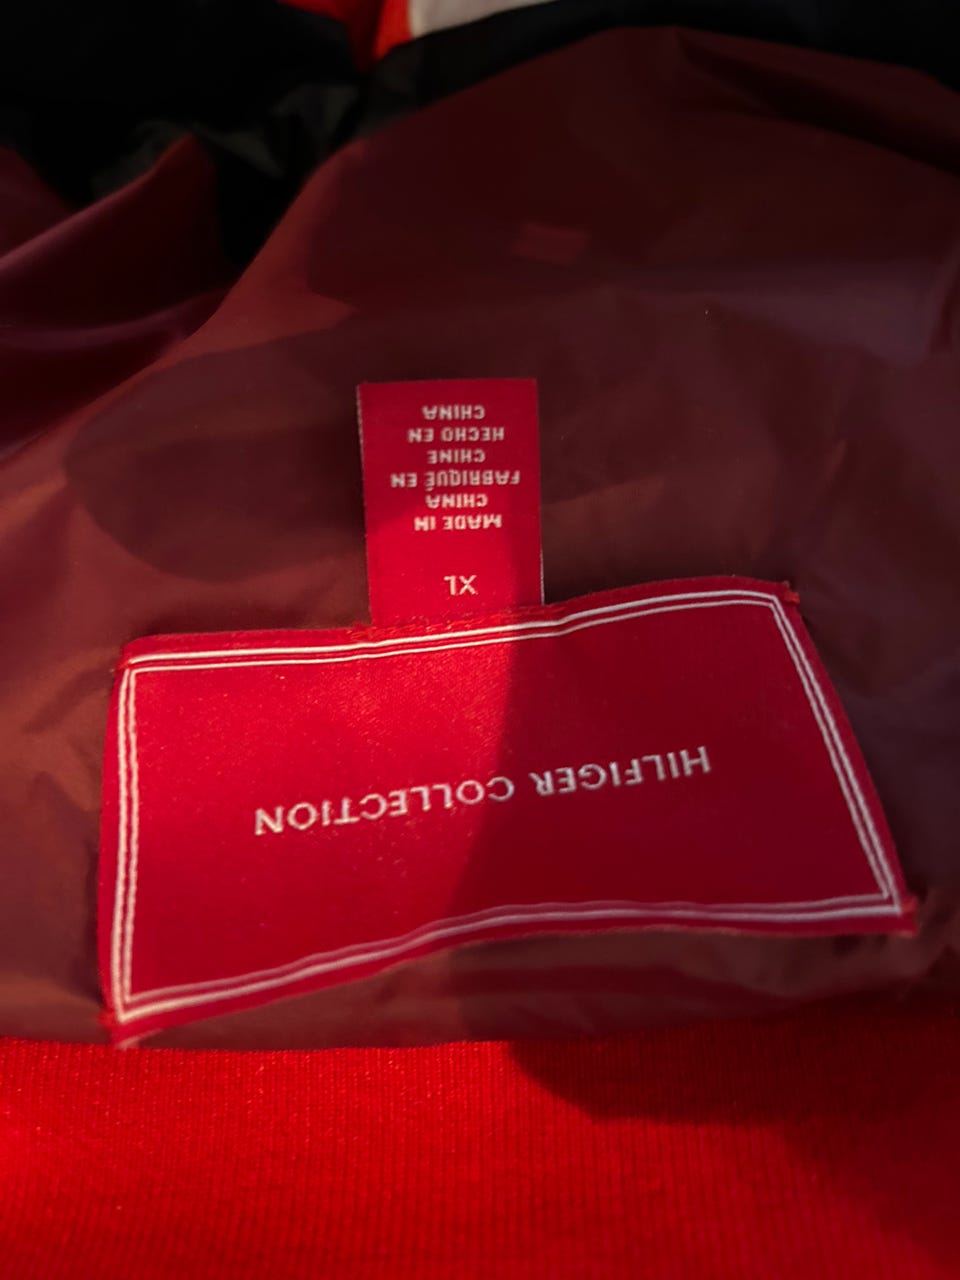 HILFIGER COLLECTION
XL
MADE IN
CHINA
FABRIQUÉ EN
CHINE
HECHO EN
CHINA